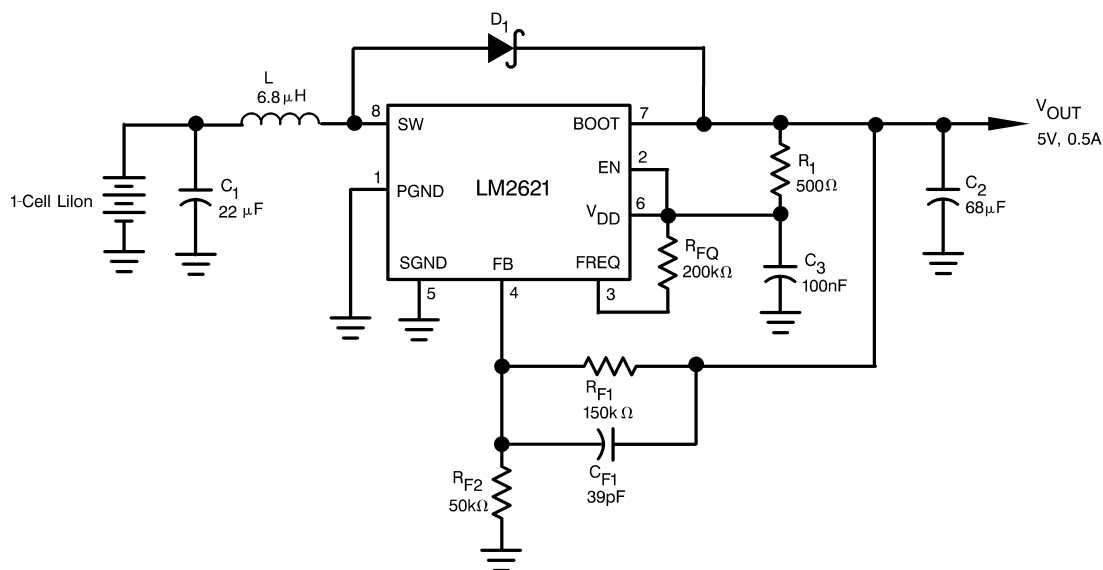 D1
L
6.8 μH
8
SW
BOOT
7
VOUT
5V, 0.5A
EN
2
R1
500Ω
1-Cell LiIon
C1
22 μF
1
PGND
LM2621
C2
68μF
VDD
6
RFQ
200kΩ
SGND
FB
FREQ
C3
100nF
5
4
3
RF1
150k Ω
CF1
39pF
RF2
50kΩ